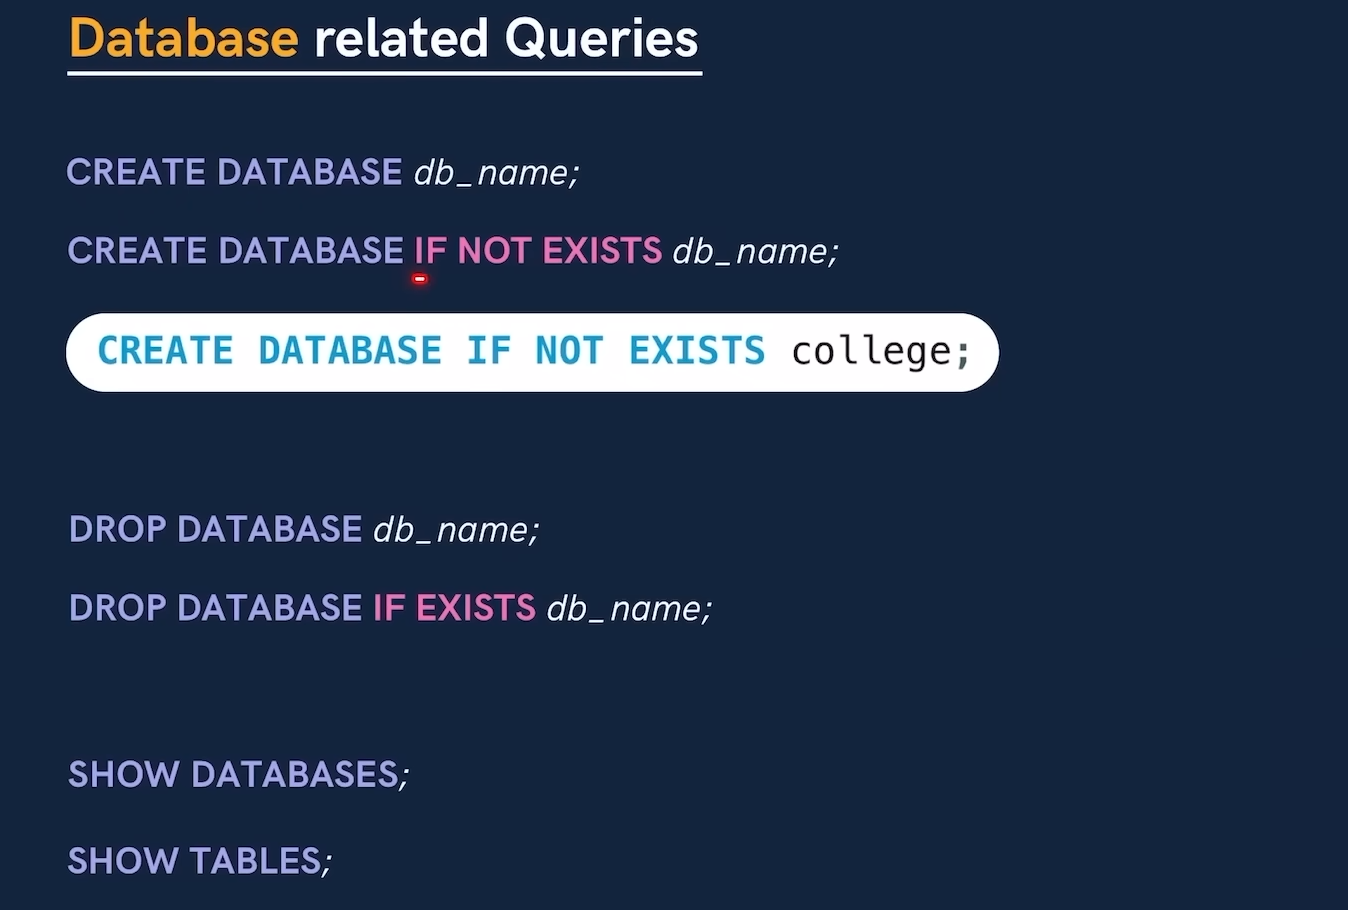 Database related Queries
CREATE DATABASE db_name;
CREATE DATABASE IF NOT EXISTS db_name;
CREATE DATABASE IF NOT EXISTS college;
DROP DATABASE db_name;
DROP DATABASE IF EXISTS db_name;
SHOW DATABASES;
SHOW TABLES;